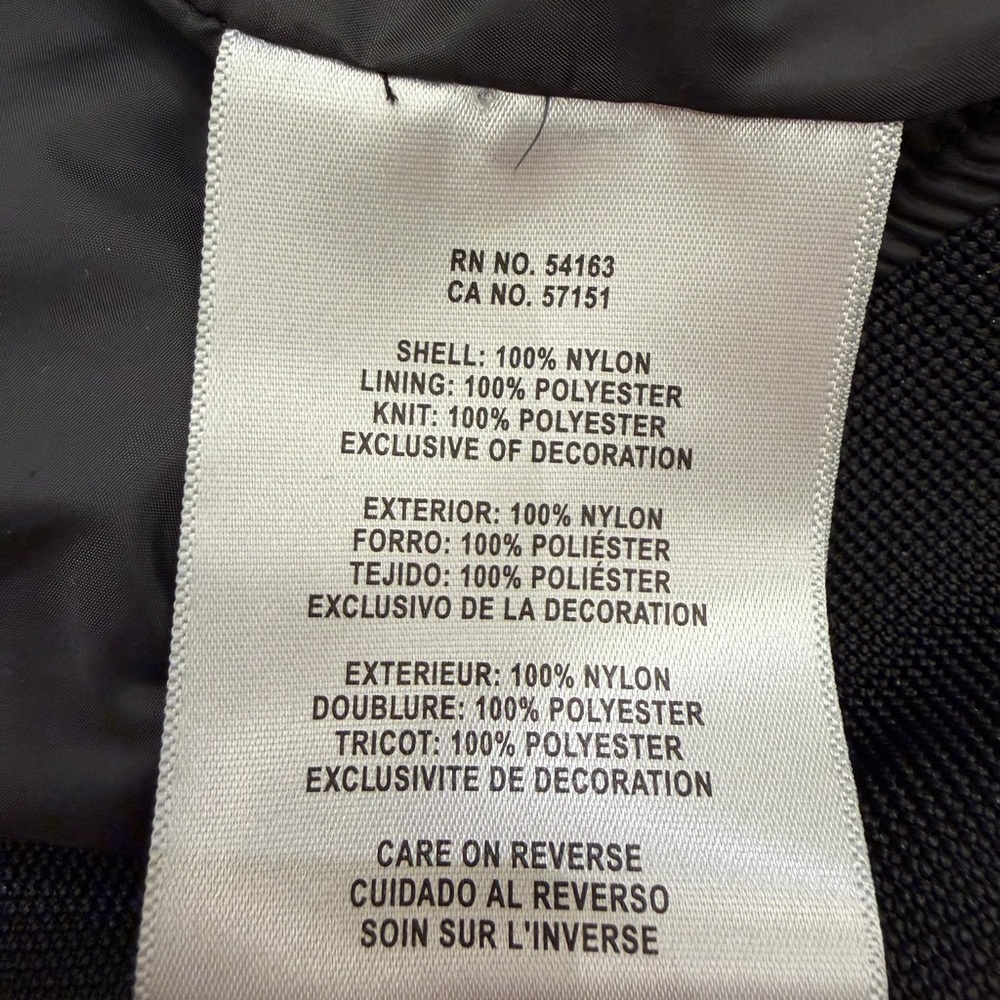 RN NO. 54163
CA NO. 57151
SHELL: 100% NYLON
LINING: 100% POLYESTER
KNIT: 100% POLYESTER
EXCLUSIVE OF DECORATION
EXTERIOR: 100% NYLON
FORRO: 100% POLIÉSTER
TEJIDO: 100% POLIÉSTER
EXCLUSIVO DE LA DECORATION
EXTERIEUR: 100% NYLON
DOUBLURE: 100% POLYESTER
TRICOT: 100% POLYESTER
EXCLUSIVITE DE DECORATION
CARE ON REVERSE
CUIDADO AL REVERSO
SOIN SUR L'INVERSE